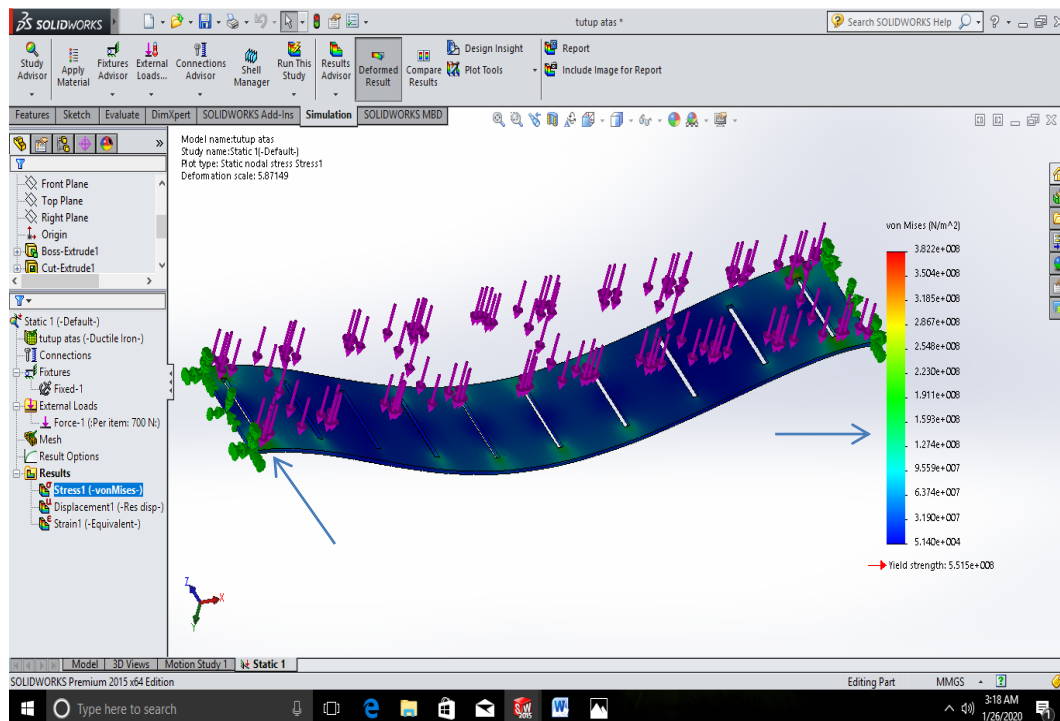 SOLIDWORKS
tutup atas *
Search SOLIDWORKS Help
Study Advisor
Apply Material
Fixtures Advisor
External Loads...
Connections Advisor
Shell Manager
Run This Study
Results Advisor
Deformed Result
Compare Results
Design Insight
Plot Tools
Report
Include Image for Report
Features
Sketch
Evaluate
DimXpert
SOLIDWORKS Add-Ins
Simulation
SOLIDWORKS MBD
Model name:tutup atas
Study name:Static 1(-Default-)
Plot type: Static nodal stress Stress1
Deformation scale: 5.87149
Front Plane
Top Plane
Right Plane
Origin
Boss-Extrude1
Cut-Extrude1
Static 1 (-Default-)
tutup atas (-Ductile Iron-)
Connections
Fixtures
Fixed-1
External Loads
Force-1 (:Per item: 700 N:)
Mesh
Result Options
Results
Stress1 (-vonMises-)
Displacement1 (-Res disp-)
Strain1 (-Equivalent-)
von Mises (N/m^2)
3.822e+008
3.504e+008
3.185e+008
2.867e+008
2.548e+008
2.230e+008
1.911e+008
1.593e+008
1.274e+008
9.559e+007
6.374e+007
3.190e+007
5.140e+004
Yield strength: 5.515e+008
Z
X
Y
Model
3D Views
Motion Study 1
Static 1
SOLIDWORKS Premium 2015 x64 Edition
Editing Part
MMGS
Type here to search
3:18 AM
1/26/2020